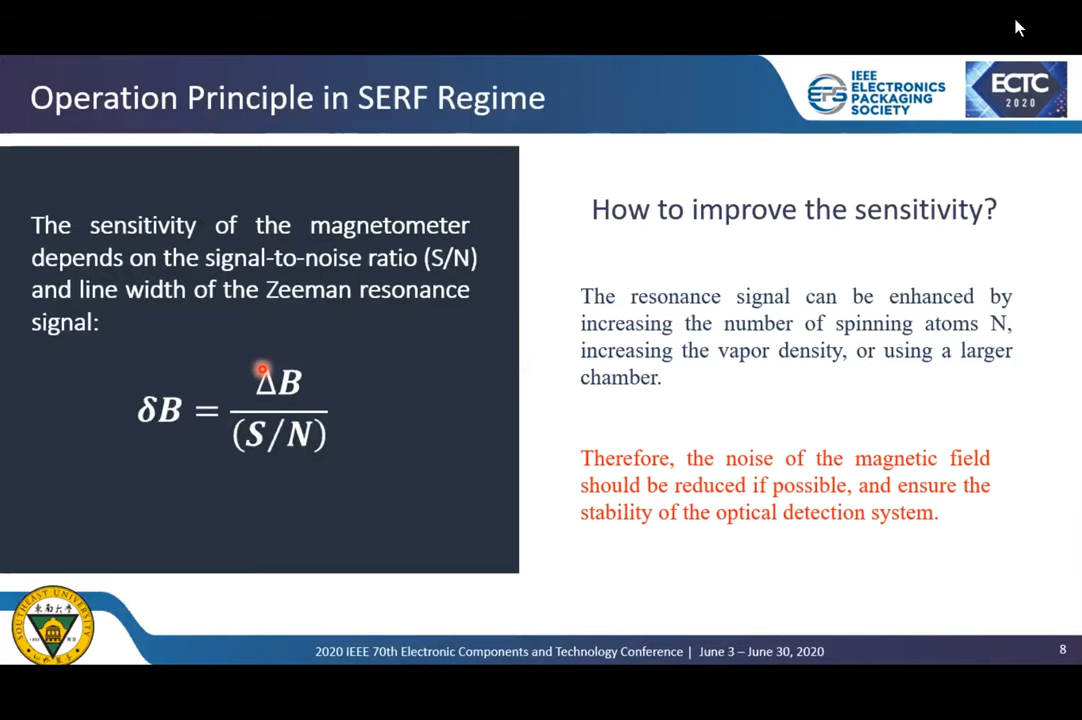 Operation Principle in SERF Regime
IEEE
ELECTRONICS
PACKAGING
SOCIETY
EPS
ECTC
2020
The sensitivity of the magnetometer
depends on the signal-to-noise ratio (S/N)
and line width of the Zeeman resonance
signal:
δB = ΔB / (S/N)
How to improve the sensitivity?
The resonance signal can be enhanced by
increasing the number of spinning atoms N,
increasing the vapor density, or using a larger
chamber.
Therefore, the noise of the magnetic field
should be reduced if possible, and ensure the
stability of the optical detection system.
SOUTHEAST UNIVERSITY
東南大學
2020 IEEE 70th Electronic Components and Technology Conference | June 3 – June 30, 2020
8